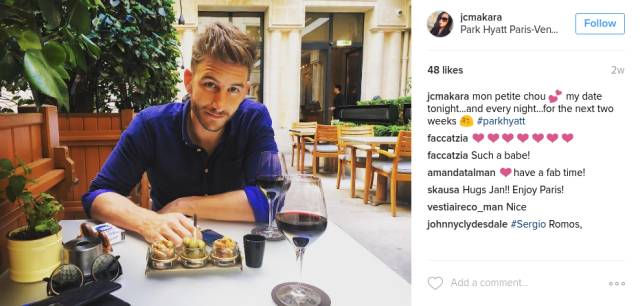 jcmakara
Park Hyatt Paris-Ven...
Follow
48 likes
2w
jcmakara mon petite chou 💕 my date
tonight...and every night...for the next two
weeks 🤗 #parkhyatt
faccatzia ❤❤❤❤❤❤❤
faccatzia Such a babe!
amandatalman ❤have a fab time!
skausa Hugs Jan!! Enjoy Paris!
vestiaireco_man Nice
johnnyclydesdale #Sergio Romos,
Add a comment...